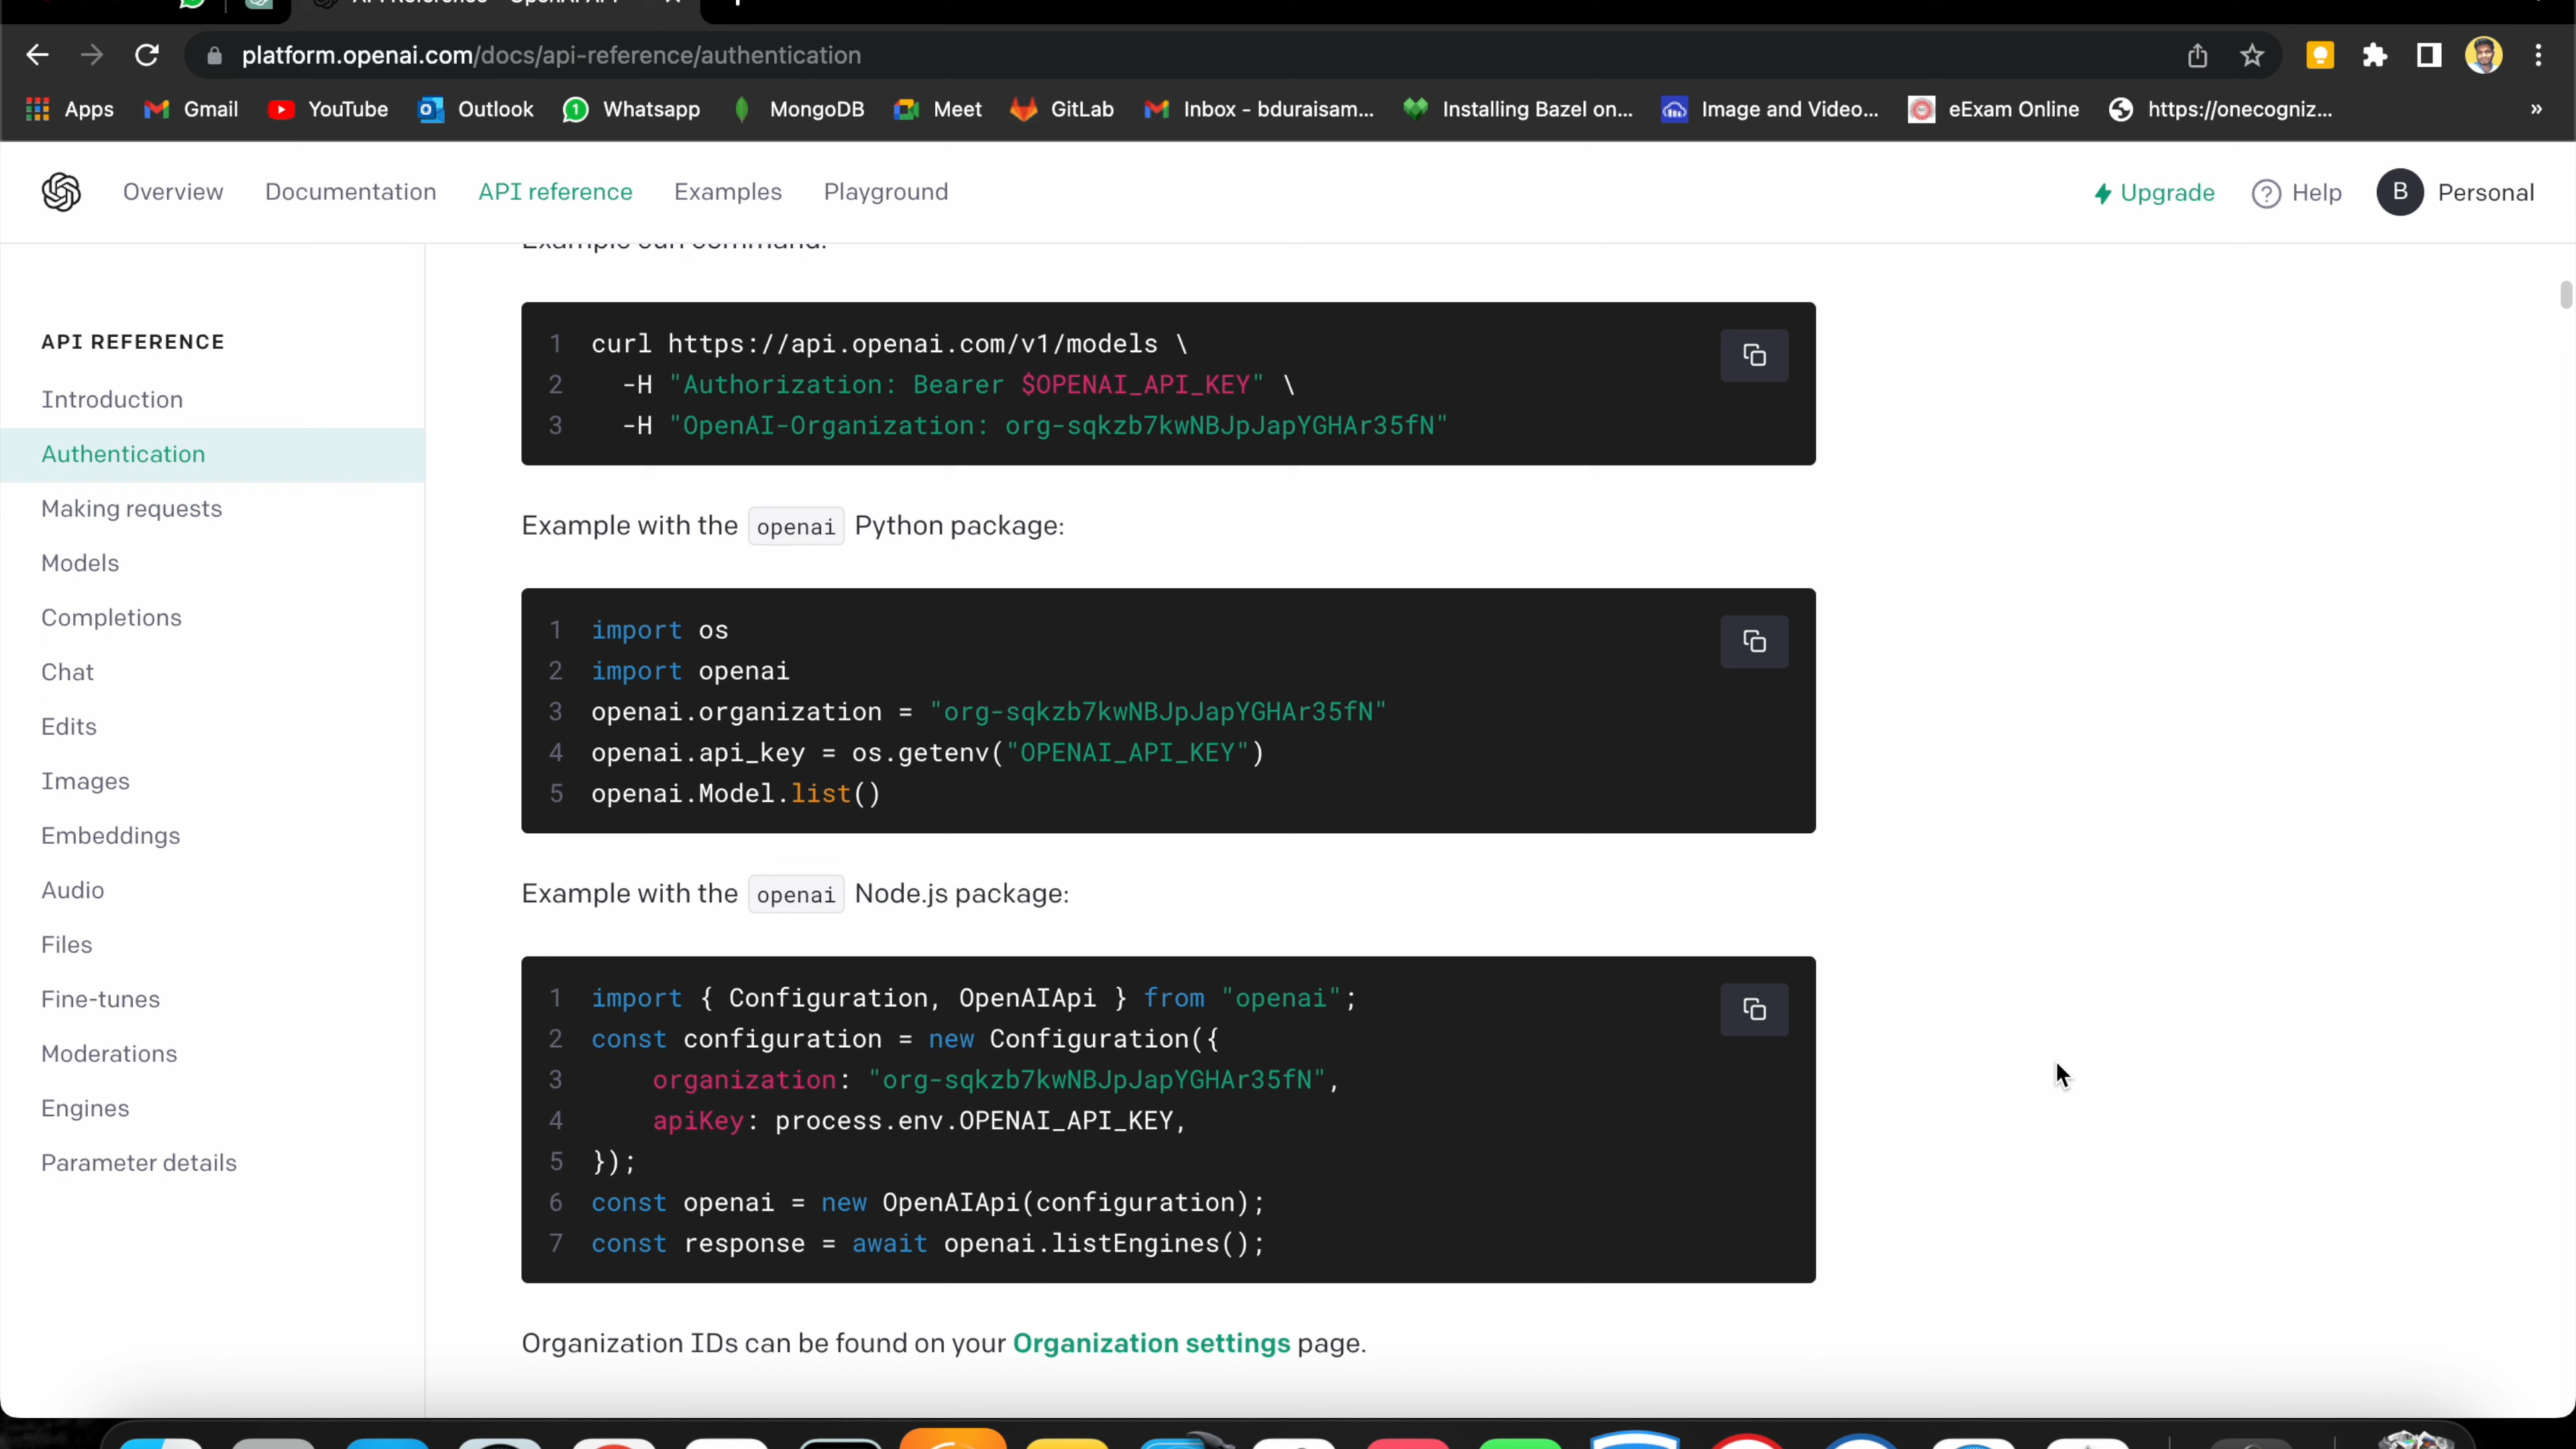 API Reference - OpenAI API
platform.openai.com/docs/api-reference/authentication
Apps Gmail YouTube Outlook Whatsapp MongoDB Meet GitLab Inbox - bduraisam... Installing Bazel on... Image and Video... eExam Online https://onecogniz... »
Overview Documentation API reference Examples Playground Upgrade Help B Personal
API REFERENCE
Introduction
Authentication
Making requests
Models
Completions
Chat
Edits
Images
Embeddings
Audio
Files
Fine-tunes
Moderations
Engines
Parameter details
Example curl command:
1 curl https://api.openai.com/v1/models \
2 -H "Authorization: Bearer $OPENAI_API_KEY" \
3 -H "OpenAI-Organization: org-sqkzb7kwNBJpJapYGHAr35fN"
Example with the openai Python package:
1 import os
2 import openai
3 openai.organization = "org-sqkzb7kwNBJpJapYGHAr35fN"
4 openai.api_key = os.getenv("OPENAI_API_KEY")
5 openai.Model.list()
Example with the openai Node.js package:
1 import { Configuration, OpenAIApi } from "openai";
2 const configuration = new Configuration({
3 organization: "org-sqkzb7kwNBJpJapYGHAr35fN",
4 apiKey: process.env.OPENAI_API_KEY,
5 });
6 const openai = new OpenAIApi(configuration);
7 const response = await openai.listEngines();
Organization IDs can be found on your Organization settings page.